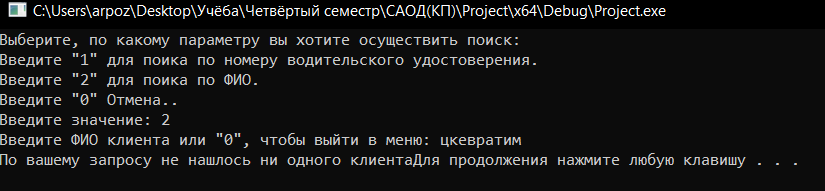 C:\Users\arpoz\Desktop\Учёба\Четвёртый семестр\САОД(КП)\Project\x64\Debug\Project.exe
Выберите, по какому параметру вы хотите осуществить поиск:
Введите "1" для поика по номеру водительского удостоверения.
Введите "2" для поика по ФИО.
Введите "0" Отмена..
Введите значение: 2
Введите ФИО клиента или "0", чтобы выйти в меню: цкевратим
По вашему запросу не нашлось ни одного клиентаДля продолжения нажмите любую клавишу . . .